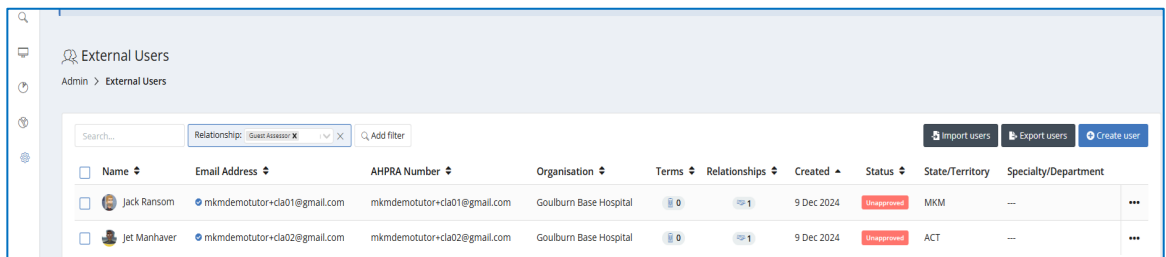 External Users
Admin > External Users
Search... Relationship: Guest Assessor X X Add filter Import users Export users Create user
Name Email Address AHPRA Number Organisation Terms Relationships Created Status State/Territory Specialty/Department
Jack Ransom mkmdemotutor+cla01@gmail.com mkmdemotutor+cla01@gmail.com Goulburn Base Hospital 0 1 9 Dec 2024 Unapproved MKM ---
Jet Manhaver mkmdemotutor+cla02@gmail.com mkmdemotutor+cla02@gmail.com Goulburn Base Hospital 0 1 9 Dec 2024 Unapproved ACT ---